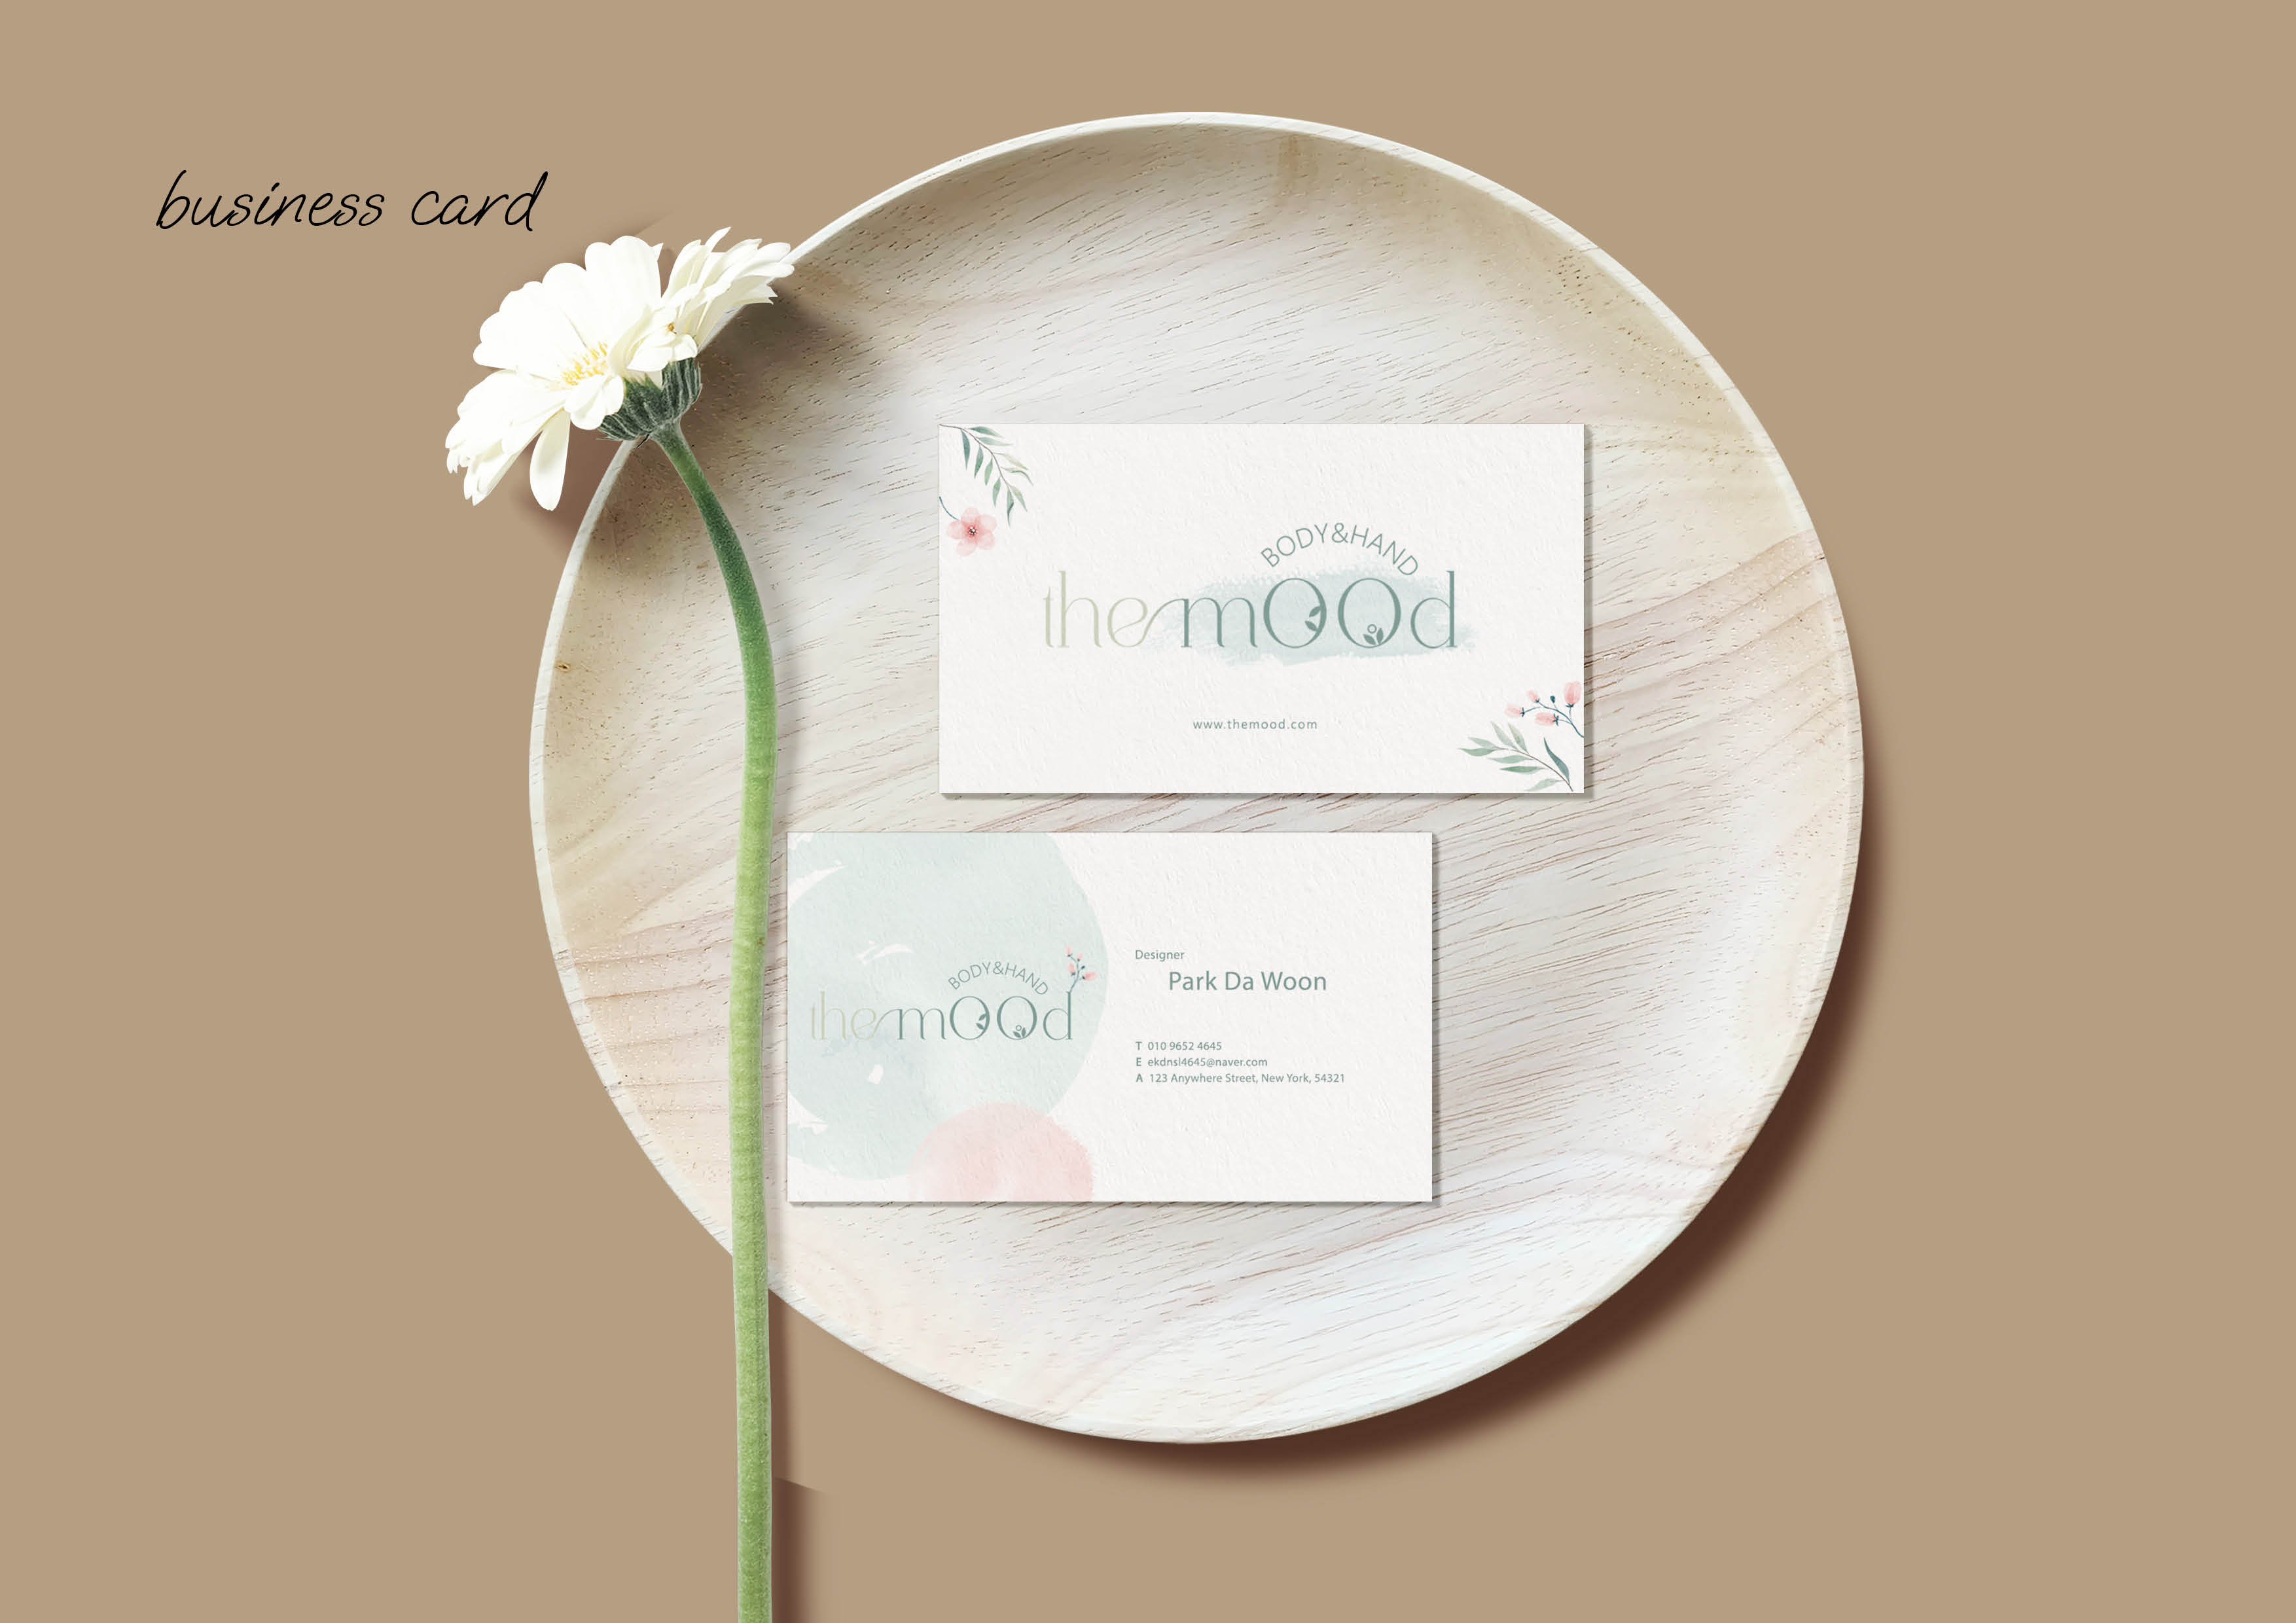 business card
BODY&HAND
themOOd
www.themood.com
BODY&HAND
themOOd
Designer
Park Da Woon
T 010 9652 4645
E ekdnsl4645@naver.com
A 123 Anywhere Street, New York, 54321